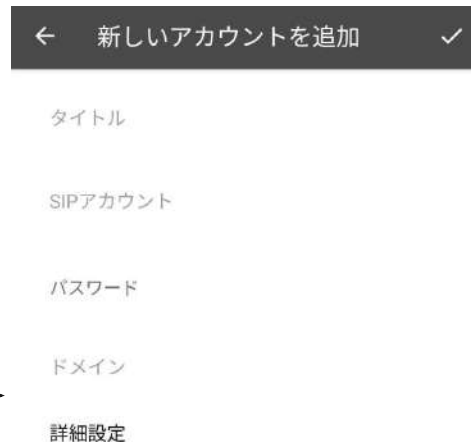 新しいアカウントを追加
タイトル
SIPアカウント
パスワード
ドメイン
詳細設定